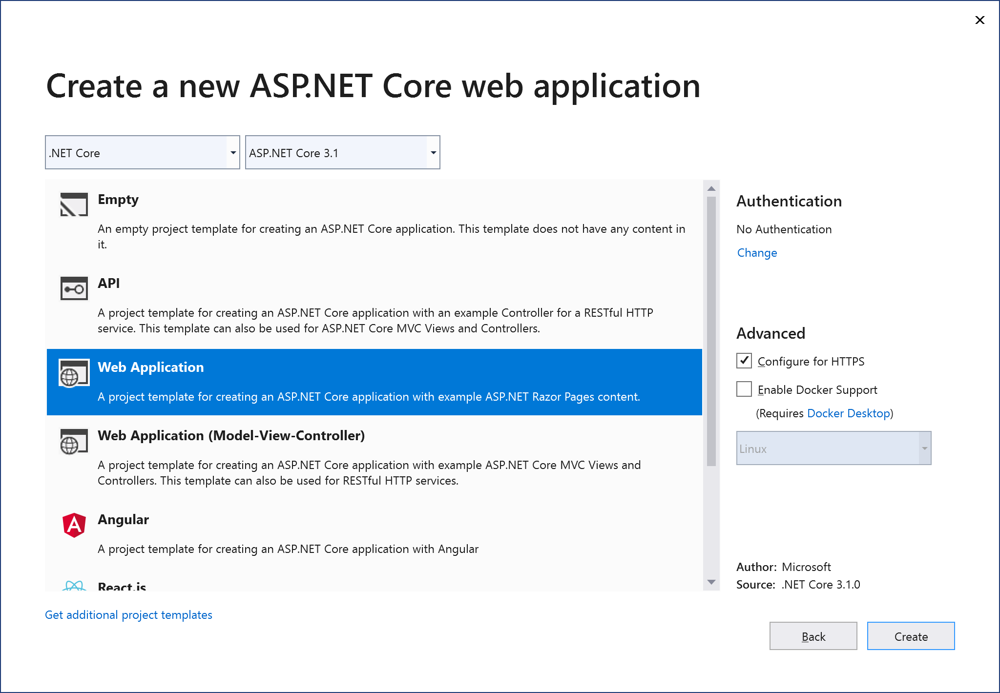 Create a new ASP.NET Core web application
.NET Core
ASP.NET Core 3.1
Empty
An empty project template for creating an ASP.NET Core application. This template does not have any content in
it.
API
A project template for creating an ASP.NET Core application with an example Controller for a RESTful HTTP
service. This template can also be used for ASP.NET Core MVC Views and Controllers.
Web Application
A project template for creating an ASP.NET Core application with example ASP.NET Razor Pages content.
Web Application (Model-View-Controller)
A project template for creating an ASP.NET Core application with example ASP.NET Core MVC Views and
Controllers. This template can also be used for RESTful HTTP services.
Angular
A project template for creating an ASP.NET Core application with Angular
React.js
Get additional project templates
Authentication
No Authentication
Change
Advanced
Configure for HTTPS
Enable Docker Support
(Requires Docker Desktop)
Linux
Author: Microsoft
Source: .NET Core 3.1.0
Back
Create